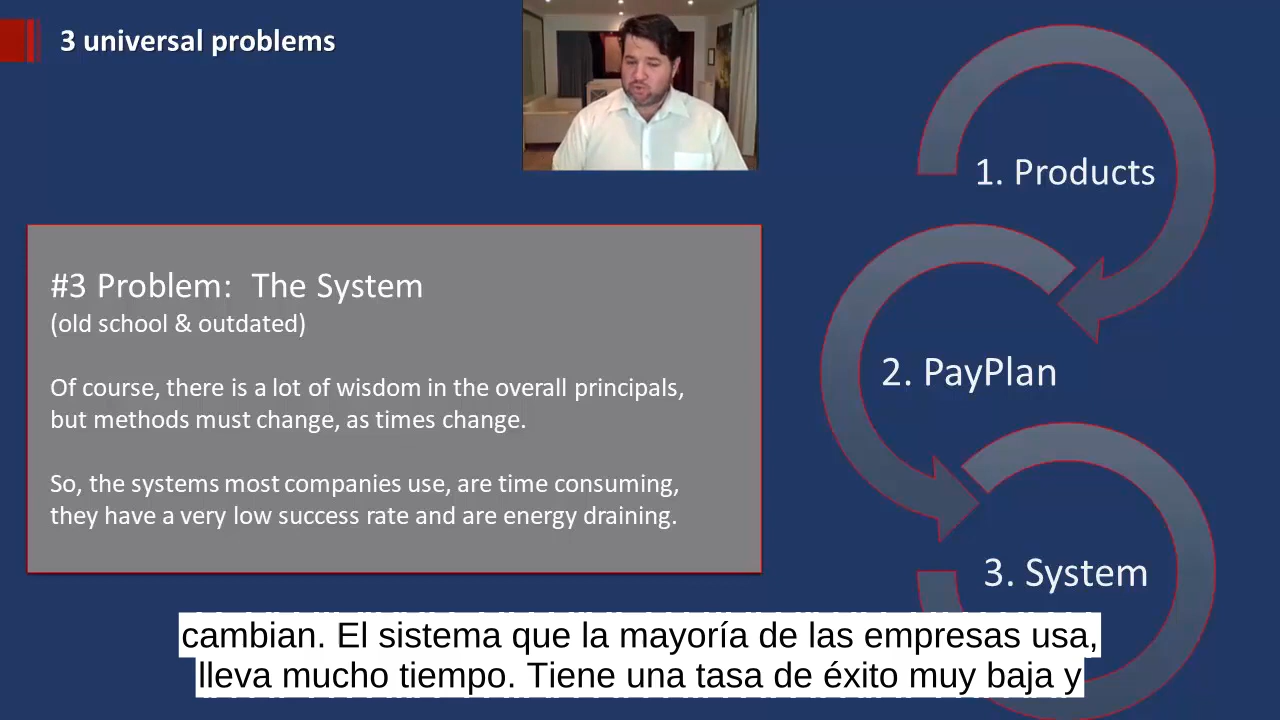 3 universal problems
1. Products
#3 Problem:  The System
(old school & outdated)
Of course, there is a lot of wisdom in the overall principals,
but methods must change, as times change.
So, the systems most companies use, are time consuming,
they have a very low success rate and are energy draining.
2. PayPlan
3. System
cambian. El sistema que la mayoría de las empresas usa,
lleva mucho tiempo. Tiene una tasa de éxito muy baja y